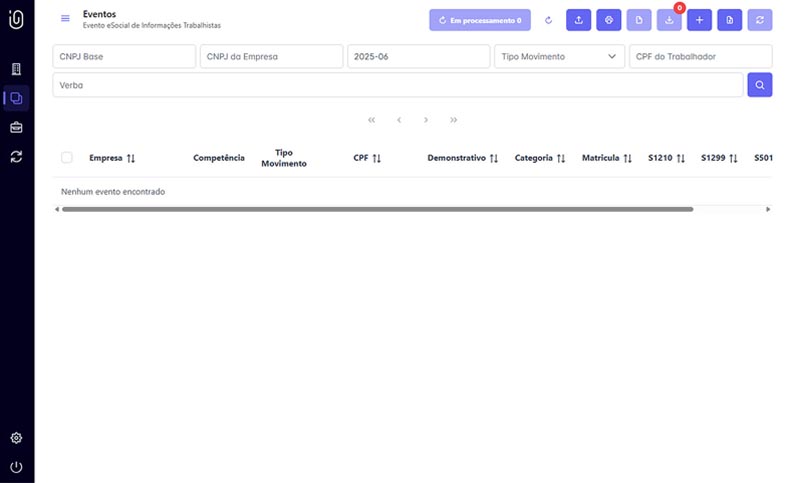 Eventos
Evento eSocial de Informações Trabalhistas
Em processamento 0
0
CNPJ Base
CNPJ da Empresa
2025-06
Tipo Movimento
CPF do Trabalhador
Verba
Empresa
Competência
Tipo
Movimento
CPF
Demonstrativo
Categoria
Matricula
S1210
S1299
S501
Nenhum evento encontrado